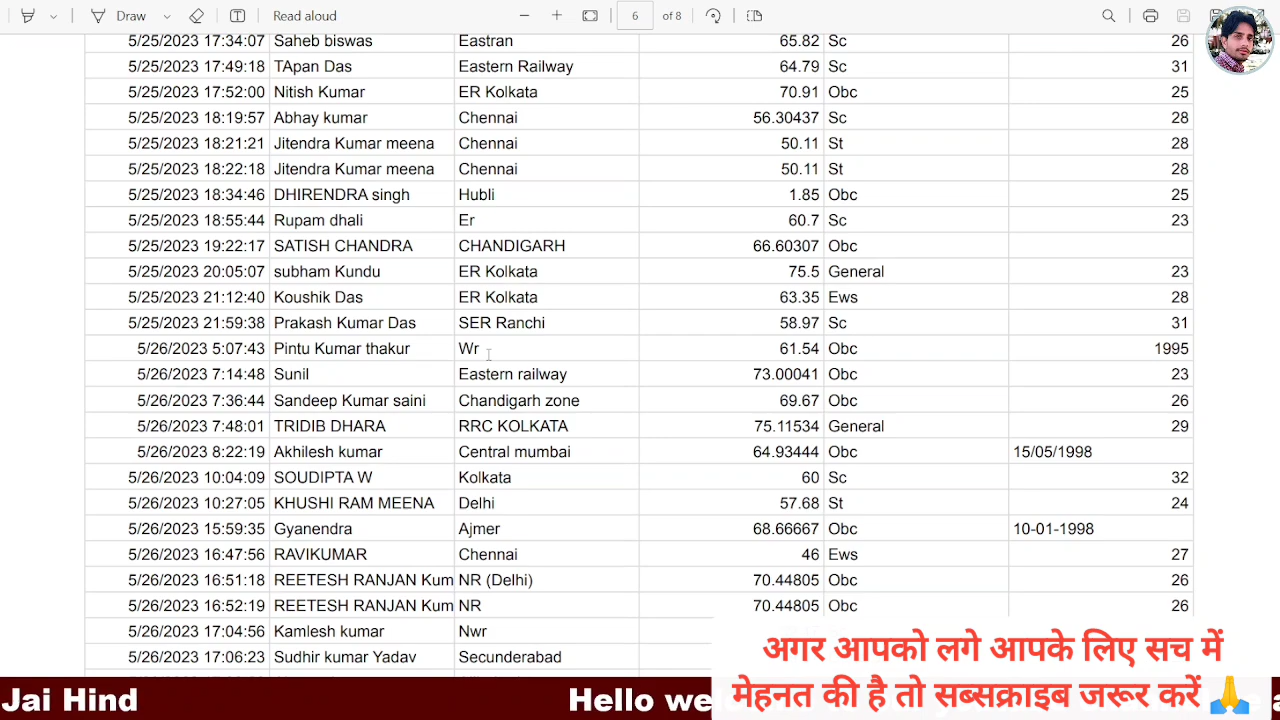 Draw Read aloud 6 of 8
5/25/2023 17:34:07 Saheb biswas Eastran 65.82 Sc 26
5/25/2023 17:49:18 TApan Das Eastern Railway 64.79 Sc 31
5/25/2023 17:52:00 Nitish Kumar ER Kolkata 70.91 Obc 25
5/25/2023 18:19:57 Abhay kumar Chennai 56.30437 Sc 28
5/25/2023 18:21:21 Jitendra Kumar meena Chennai 50.11 St 28
5/25/2023 18:22:18 Jitendra Kumar meena Chennai 50.11 St 28
5/25/2023 18:34:46 DHIRENDRA singh Hubli 1.85 Obc 25
5/25/2023 18:55:44 Rupam dhali Er 60.7 Sc 23
5/25/2023 19:22:17 SATISH CHANDRA CHANDIGARH 66.60307 Obc
5/25/2023 20:05:07 subham Kundu ER Kolkata 75.5 General 23
5/25/2023 21:12:40 Koushik Das ER Kolkata 63.35 Ews 28
5/25/2023 21:59:38 Prakash Kumar Das SER Ranchi 58.97 Sc 31
5/26/2023 5:07:43 Pintu Kumar thakur Wr 61.54 Obc 1995
5/26/2023 7:14:48 Sunil Eastern railway 73.00041 Obc 23
5/26/2023 7:36:44 Sandeep Kumar saini Chandigarh zone 69.67 Obc 26
5/26/2023 7:48:01 TRIDIB DHARA RRC KOLKATA 75.11534 General 29
5/26/2023 8:22:19 Akhilesh kumar Central mumbai 64.93444 Obc 15/05/1998
5/26/2023 10:04:09 SOUDIPTA W Kolkata 60 Sc 32
5/26/2023 10:27:05 KHUSHI RAM MEENA Delhi 57.68 St 24
5/26/2023 15:59:35 Gyanendra Ajmer 68.66667 Obc 10-01-1998
5/26/2023 16:47:56 RAVIKUMAR Chennai 46 Ews 27
5/26/2023 16:51:18 REETESH RANJAN Kum NR (Delhi) 70.44805 Obc 26
5/26/2023 16:52:19 REETESH RANJAN Kum NR 70.44805 Obc 26
5/26/2023 17:04:56 Kamlesh kumar Nwr
5/26/2023 17:06:23 Sudhir kumar Yadav Secunderabad
अगर आपको लगे आपके लिए सच में
मेहनत की है तो सब्सक्राइब जरूर करें
Jai Hind Hello we